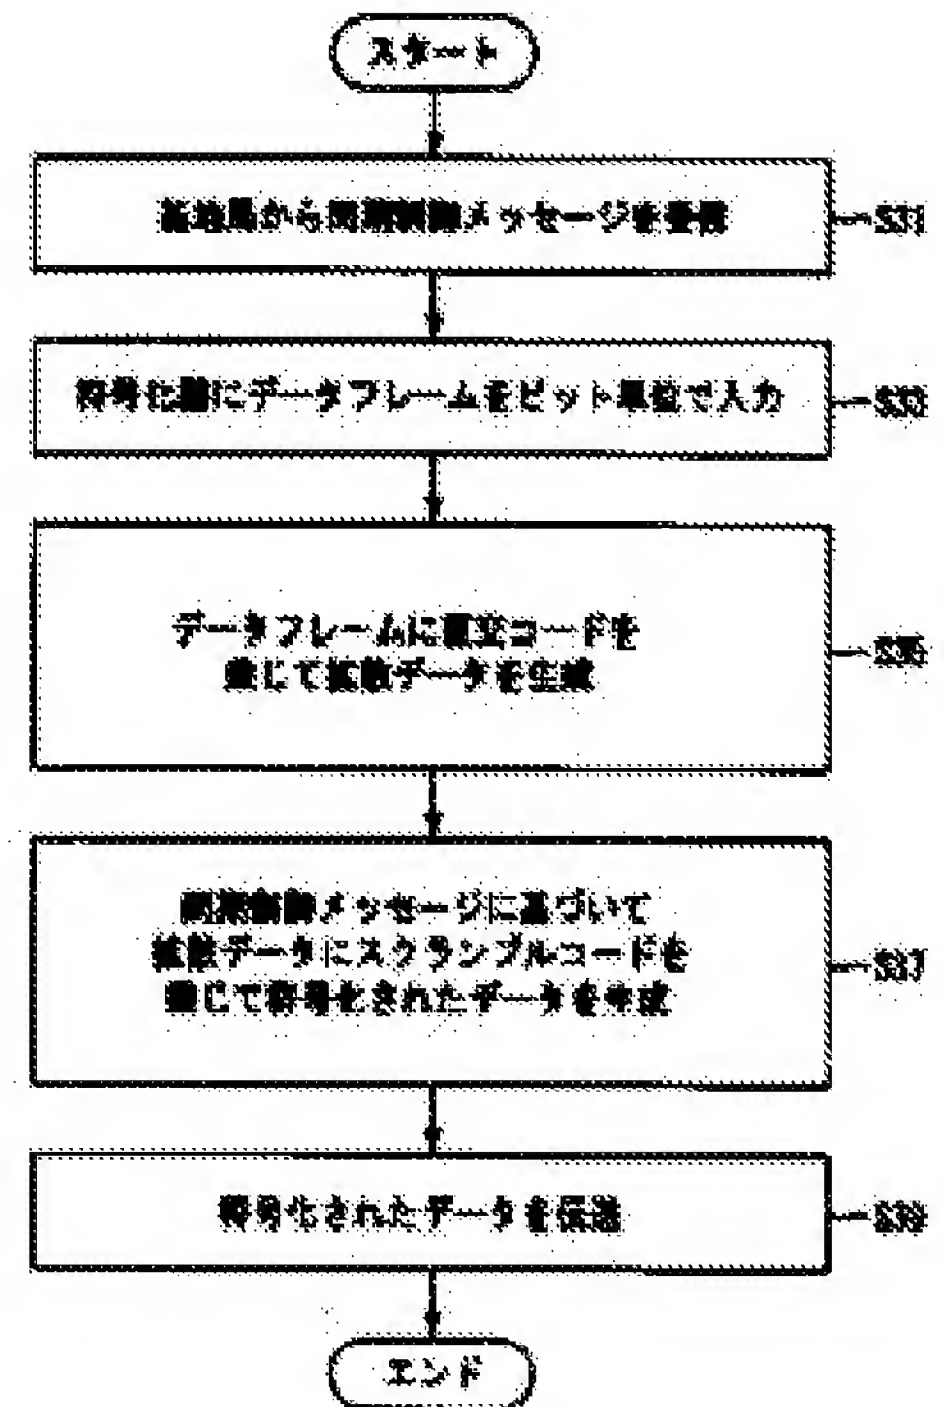 スタート
基地局から同期制御メッセージを受信
S31
符号化器にデータフレームをビット単位で入力
S33
データフレームに直交コードを
乗じて拡散データを生成
S35
同期制御メッセージに基づいて
拡散データにスクランブルコードを
乗じて符号化されたデータを生成
S37
符号化されたデータを伝送
S39
エンド